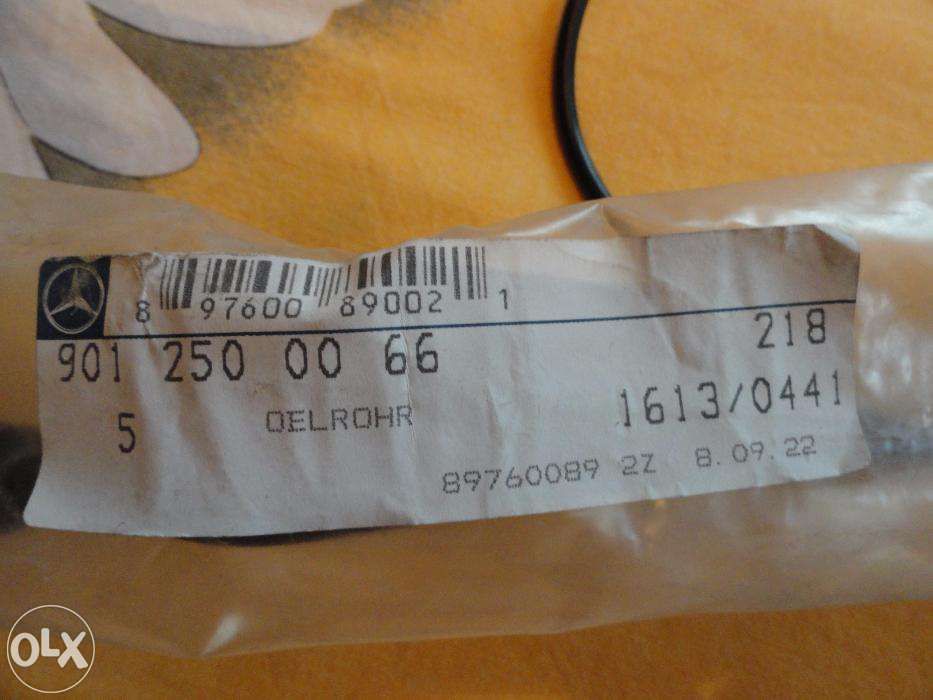 8 97600 89002 1
901 250 00 66 218
5 OELROHR 1613/0441
89760089 2Z 8.09.22
OLX